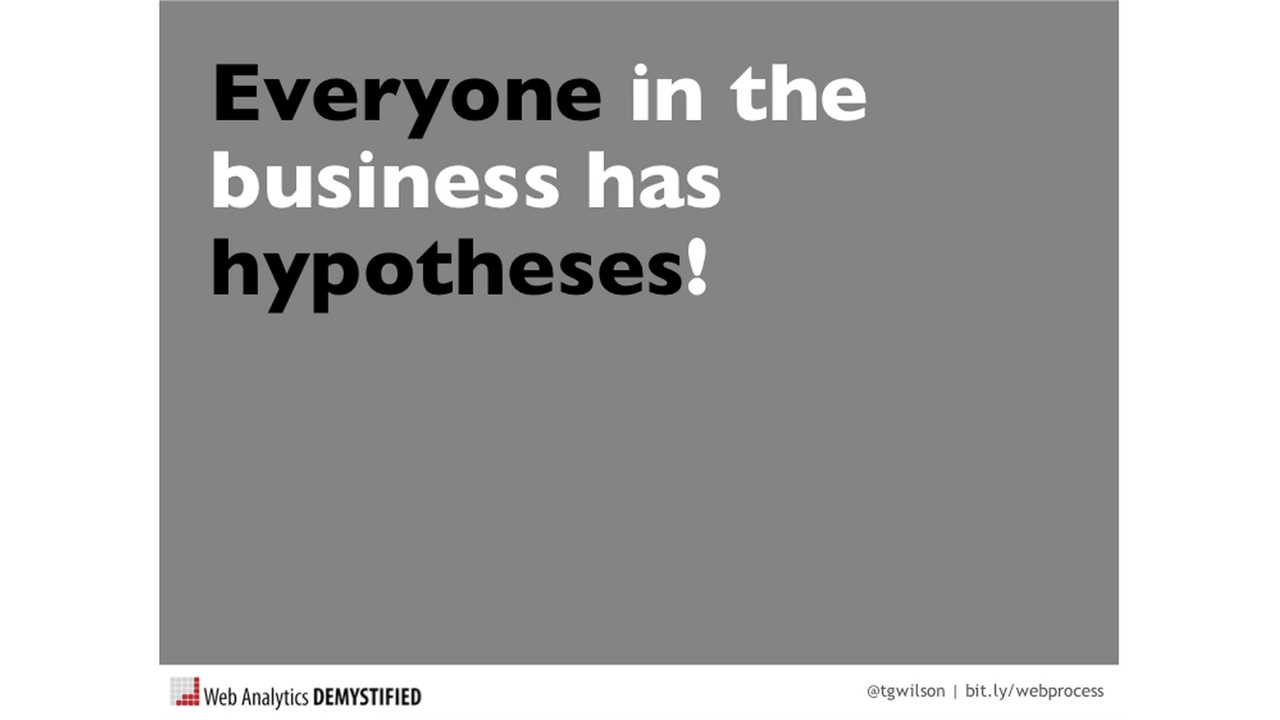 Everyone in the
business has
hypotheses!
Web Analytics DEMYSTIFIED
@tgwilson | bit.ly/webprocess